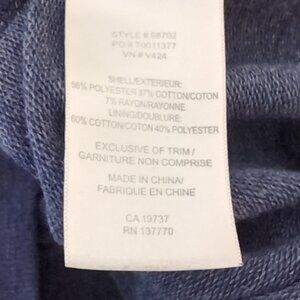 STYLE # 98702
PO # T0011377
VN # V424
SHELL/EXTERIEUR:
56% POLYESTER 37% COTTON/COTON
7% RAYON/RAYONNE
LINING/DOUBLURE:
60% COTTON/COTON 40% POLYESTER
EXCLUSIVE OF TRIM/
GARNITURE NON COMPRISE
MADE IN CHINA/
FABRIQUE EN CHINE
CA 19737
RN 137770